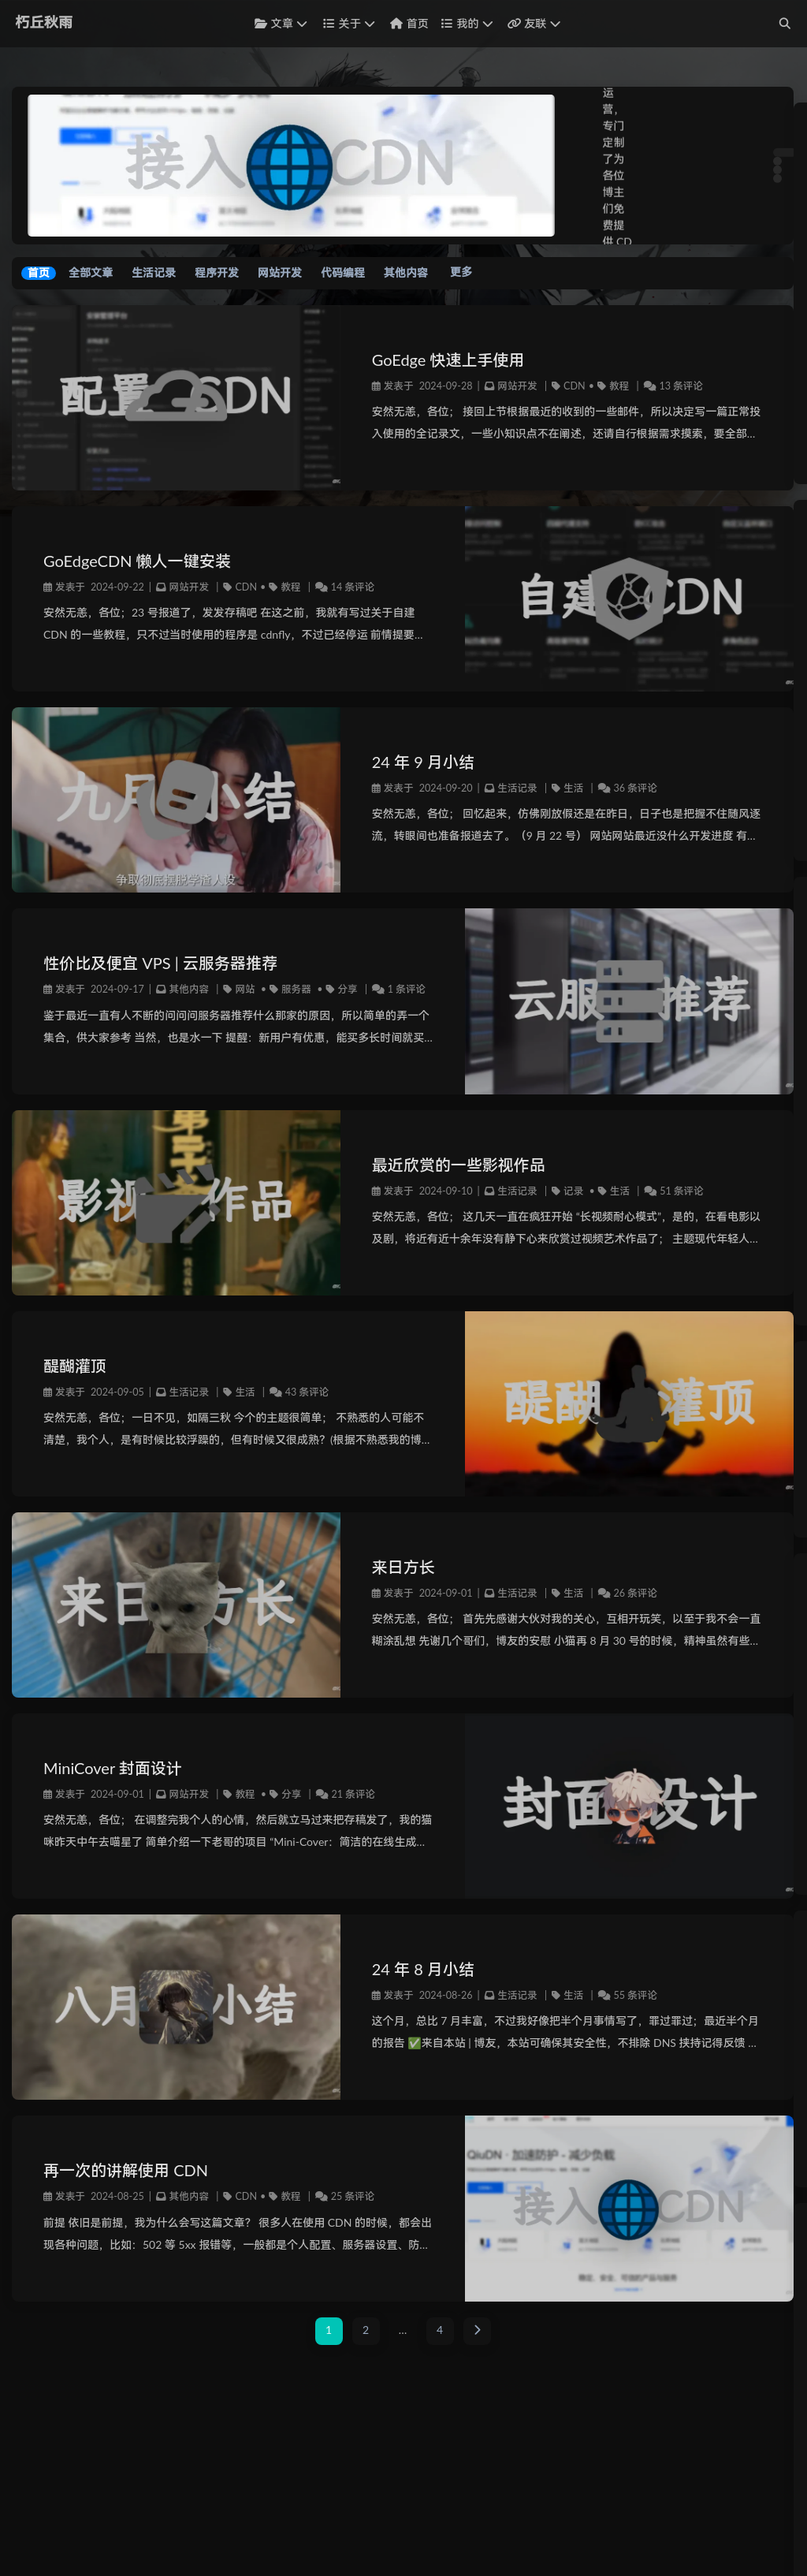 朽丘秋雨
文章 关于 首页 我的 友联
接入 CDN
运
营，
专门
定制
了为
各位
博主
们免
费提
供 CD
首页 全部文章 生活记录 程序开发 网站开发 代码编程 其他内容 更多
配置 CDN
GoEdge 快速上手使用
发表于 2024-09-28 | 网站开发 | CDN • 教程 | 13 条评论
安然无恙，各位； 接回上节根据最近的收到的一些邮件，所以决定写一篇正常投
入使用的全记录文，一些小知识点不在阐述，还请自行根据需求摸索，要全部...
GoEdgeCDN 懒人一键安装
发表于 2024-09-22 | 网站开发 | CDN • 教程 | 14 条评论
安然无恙，各位；23 号报道了，发发存稿吧 在这之前，我就有写过关于自建
CDN 的一些教程，只不过当时使用的程序是 cdnfly，不过已经停运 前情提要...
自建 CDN
九月小结
争取彻底摆脱学渣人设
24 年 9 月小结
发表于 2024-09-20 | 生活记录 | 生活 | 36 条评论
安然无恙，各位； 回忆起来，仿佛刚放假还是在昨日，日子也是把握不住随风逐
流，转眼间也准备报道去了。（9 月 22 号） 网站网站最近没什么开发进度 有...
性价比及便宜 VPS | 云服务器推荐
发表于 2024-09-17 | 其他内容 | 网站 • 服务器 • 分享 | 1 条评论
鉴于最近一直有人不断的问问问服务器推荐什么那家的原因，所以简单的弄一个
集合，供大家参考 当然，也是水一下 提醒：新用户有优惠，能买多长时间就买...
云服 推荐
影视 作品
最近欣赏的一些影视作品
发表于 2024-09-10 | 生活记录 | 记录 • 生活 | 51 条评论
安然无恙，各位； 这几天一直在疯狂开始 “长视频耐心模式”，是的，在看电影以
及剧，将近有近十余年没有静下心来欣赏过视频艺术作品了； 主题现代年轻人...
醍醐灌顶
发表于 2024-09-05 | 生活记录 | 生活 | 43 条评论
安然无恙，各位；一日不见，如隔三秋 今个的主题很简单； 不熟悉的人可能不
清楚，我个人，是有时候比较浮躁的，但有时候又很成熟？(根据不熟悉我的博...
醍醐 灌顶
来日方长
来日方长
发表于 2024-09-01 | 生活记录 | 生活 | 26 条评论
安然无恙，各位； 首先先感谢大伙对我的关心，互相开玩笑，以至于我不会一直
糊涂乱想 先谢几个哥们，博友的安慰 小猫再 8 月 30 号的时候，精神虽然有些...
MiniCover 封面设计
发表于 2024-09-01 | 网站开发 | 教程 • 分享 | 21 条评论
安然无恙，各位； 在调整完我个人的心情，然后就立马过来把存稿发了，我的猫
咪昨天中午去喵星了 简单介绍一下老哥的项目 “Mini-Cover：简洁的在线生成...
封面设计
八月 小结
24 年 8 月小结
发表于 2024-08-26 | 生活记录 | 生活 | 55 条评论
这个月，总比 7 月丰富，不过我好像把半个月事情写了，罪过罪过；最近半个月
的报告 ✅来自本站 | 博友，本站可确保其安全性，不排除 DNS 挟持记得反馈 ...
再一次的讲解使用 CDN
发表于 2024-08-25 | 其他内容 | CDN • 教程 | 25 条评论
前提 依旧是前提，我为什么会写这篇文章？ 很多人在使用 CDN 的时候，都会出
现各种问题，比如：502 等 5xx 报错等，一般都是个人配置、服务器设置、防...
QiuDN · 加速防护 - 减少负载
接入 CDN
1 2 ... 4